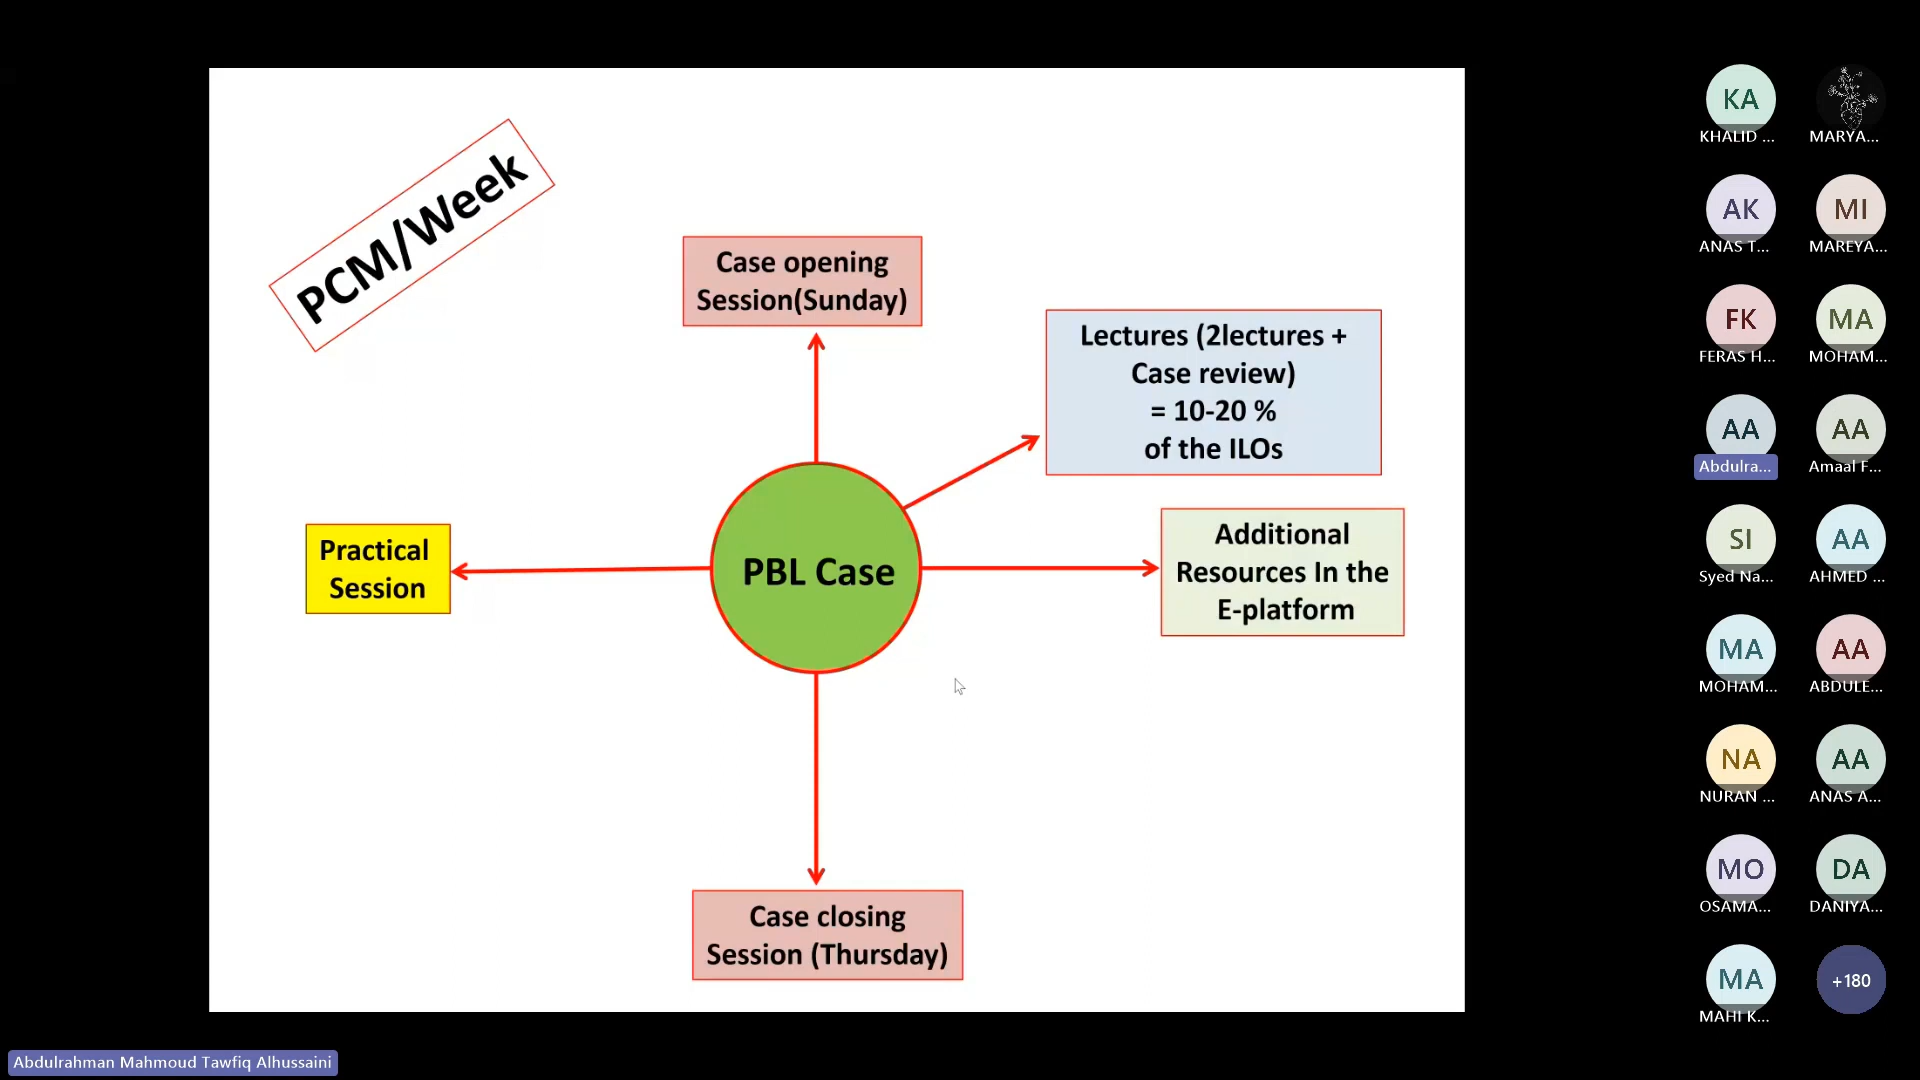 PCM/Week
Case opening
Session(Sunday)
Lectures (2lectures +
Case review)
= 10-20 %
of the ILOs
Practical
Session
PBL Case
Additional
Resources In the
E-platform
Case closing
Session (Thursday)
KA
KHALID ...
MARYA...
AK
ANAS T...
MI
MAREYA...
FK
FERAS H...
MA
MOHAM...
AA
Abdulra...
AA
Amaal F...
SI
Syed Na...
AA
AHMED ...
MA
MOHAM...
AA
ABDULE...
NA
NURAN ...
AA
ANAS A...
MO
OSAMA...
DA
DANIYA...
MA
MAHI K...
+180
Abdulrahman Mahmoud Tawfiq Alhussaini